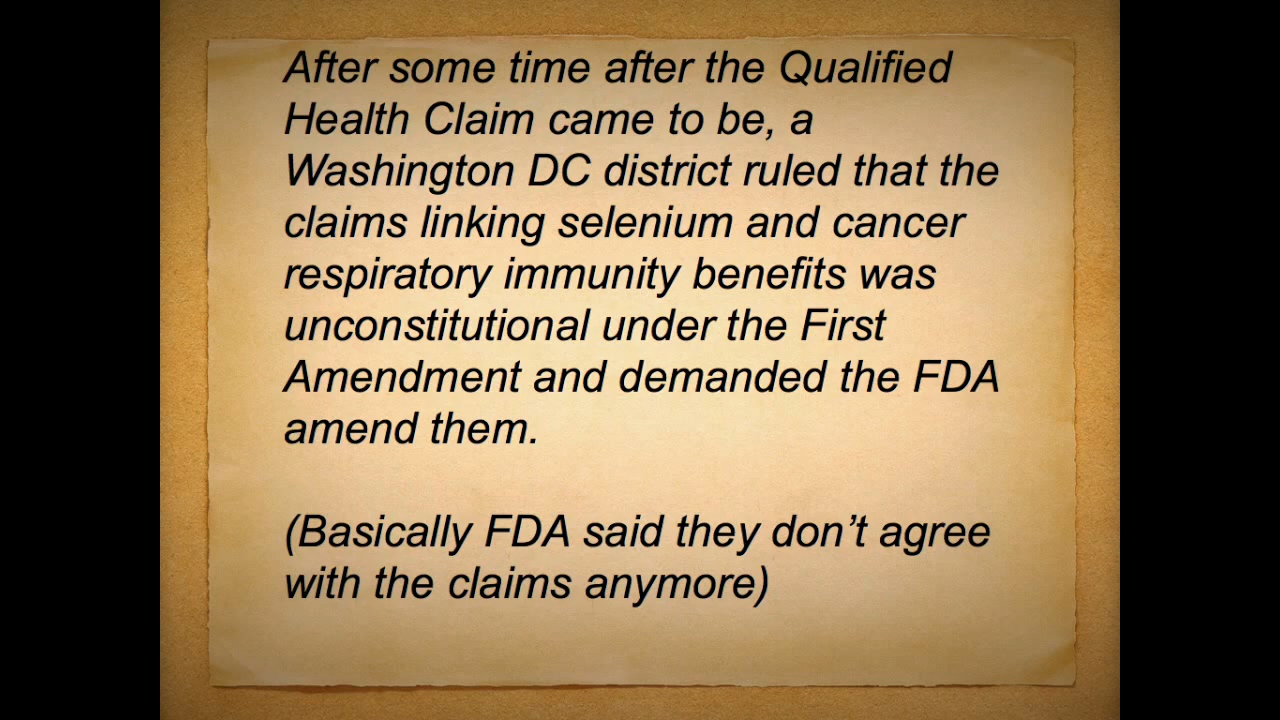 After some time after the Qualified
Health Claim came to be, a
Washington DC district ruled that the
claims linking selenium and cancer
respiratory immunity benefits was
unconstitutional under the First
Amendment and demanded the FDA
amend them.
(Basically FDA said they don’t agree
with the claims anymore)